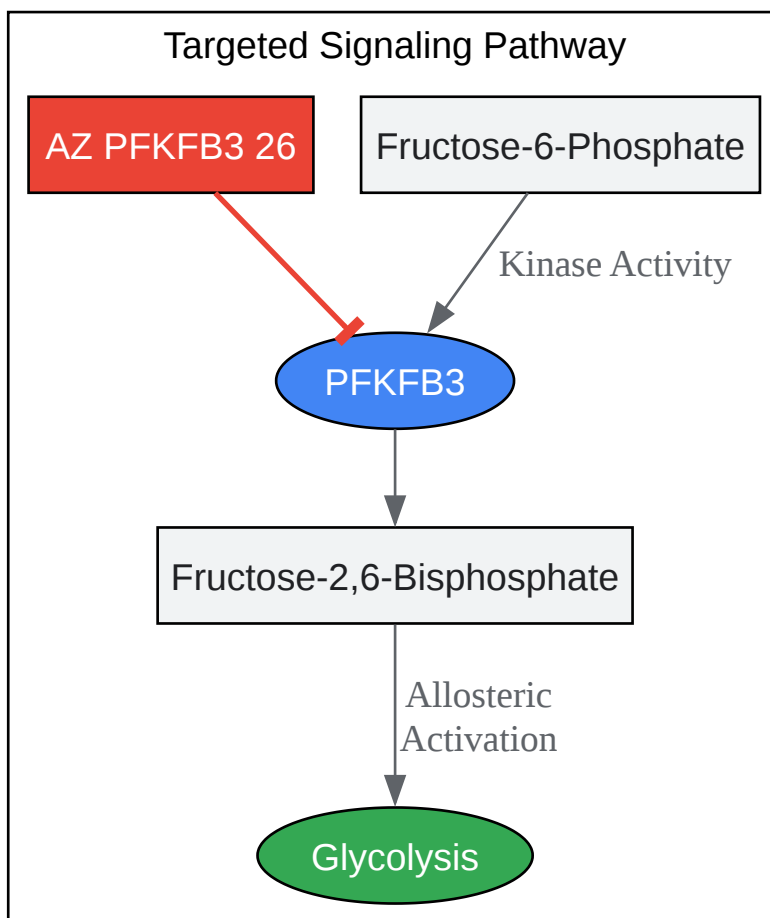 Targeted Signaling Pathway
AZ PFKFB3 26
Fructose-6-Phosphate
Kinase Activity
PFKFB3
Fructose-2,6-Bisphosphate
Allosteric
Activation
Glycolysis